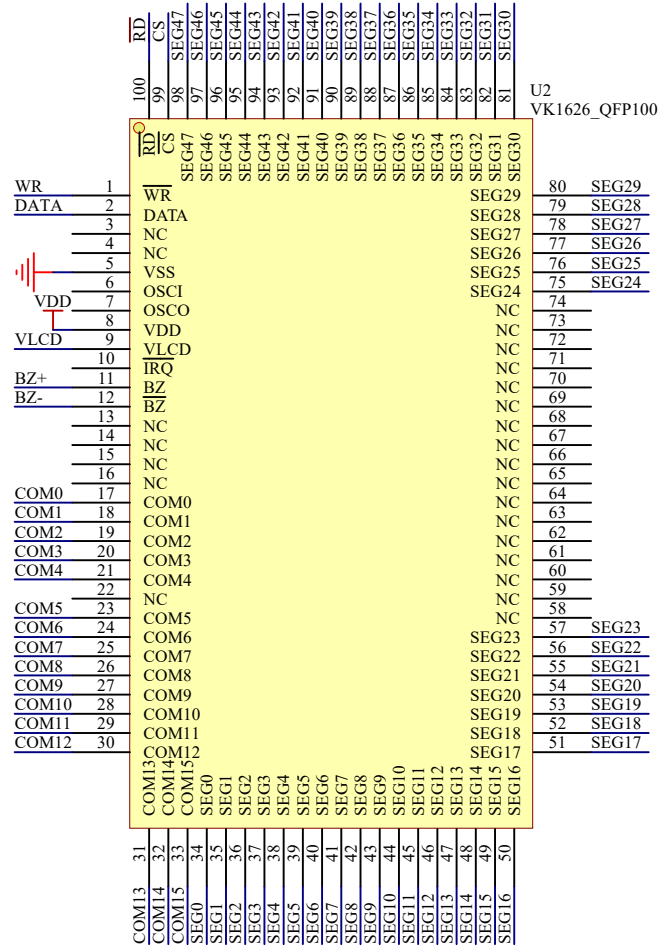 RD CS SEG47 SEG46 SEG45 SEG44 SEG43 SEG42 SEG41 SEG40 SEG39 SEG38 SEG37 SEG36 SEG35 SEG34 SEG33 SEG32 SEG31 SEG30
100 99 98 97 96 95 94 93 92 91 90 89 88 87 86 85 84 83 82 81
U2
VK1626_QFP100
RD CS SEG47 SEG46 SEG45 SEG44 SEG43 SEG42 SEG41 SEG40 SEG39 SEG38 SEG37 SEG36 SEG35 SEG34 SEG33 SEG32 SEG31 SEG30
WR 1 WR SEG29 80 SEG29
DATA 2 DATA SEG28 79 SEG28
3 NC SEG27 78 SEG27
4 NC SEG26 77 SEG26
5 VSS SEG25 76 SEG25
6 OSCI SEG24 75 SEG24
VDD 7 OSCO NC 74
8 VDD NC 73
VLCD 9 VLCD NC 72
10 IRQ NC 71
BZ+ 11 BZ NC 70
BZ- 12 BZ NC 69
13 NC NC 68
14 NC NC 67
15 NC NC 66
16 NC NC 65
COM0 17 COM0 NC 64
COM1 18 COM1 NC 63
COM2 19 COM2 NC 62
COM3 20 COM3 NC 61
COM4 21 COM4 NC 60
22 NC NC 59
COM5 23 COM5 NC 58
COM6 24 COM6 SEG23 57 SEG23
COM7 25 COM7 SEG22 56 SEG22
COM8 26 COM8 SEG21 55 SEG21
COM9 27 COM9 SEG20 54 SEG20
COM10 28 COM10 SEG19 53 SEG19
COM11 29 COM11 SEG18 52 SEG18
COM12 30 COM12 SEG17 51 SEG17
COM13 COM14 COM15 SEG0 SEG1 SEG2 SEG3 SEG4 SEG5 SEG6 SEG7 SEG8 SEG9 SEG10 SEG11 SEG12 SEG13 SEG14 SEG15 SEG16
31 32 33 34 35 36 37 38 39 40 41 42 43 44 45 46 47 48 49 50
COM13 COM14 COM15 SEG0 SEG1 SEG2 SEG3 SEG4 SEG5 SEG6 SEG7 SEG8 SEG9 SEG10 SEG11 SEG12 SEG13 SEG14 SEG15 SEG16